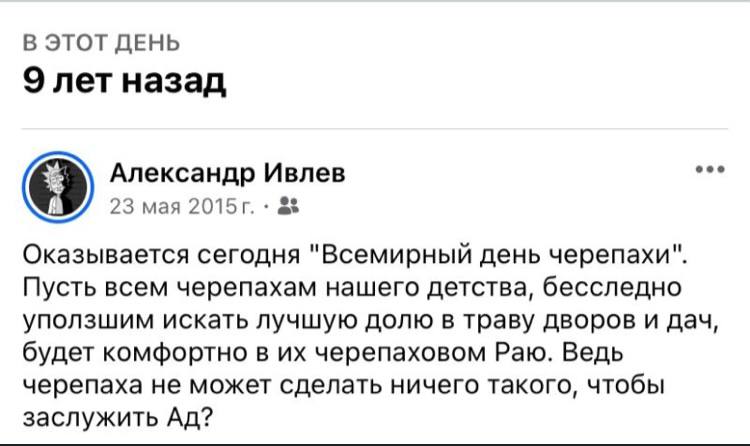 В ЭТОТ ДЕНЬ
9 лет назад
Александр Ивлев
23 мая 2015 г. ·
Оказывается сегодня "Всемирный день черепахи".
Пусть всем черепахам нашего детства, бесследно
уползшим искать лучшую долю в траву дворов и дач,
будет комфортно в их черепаховом Раю. Ведь
черепаха не может сделать ничего такого, чтобы
заслужить Ад?